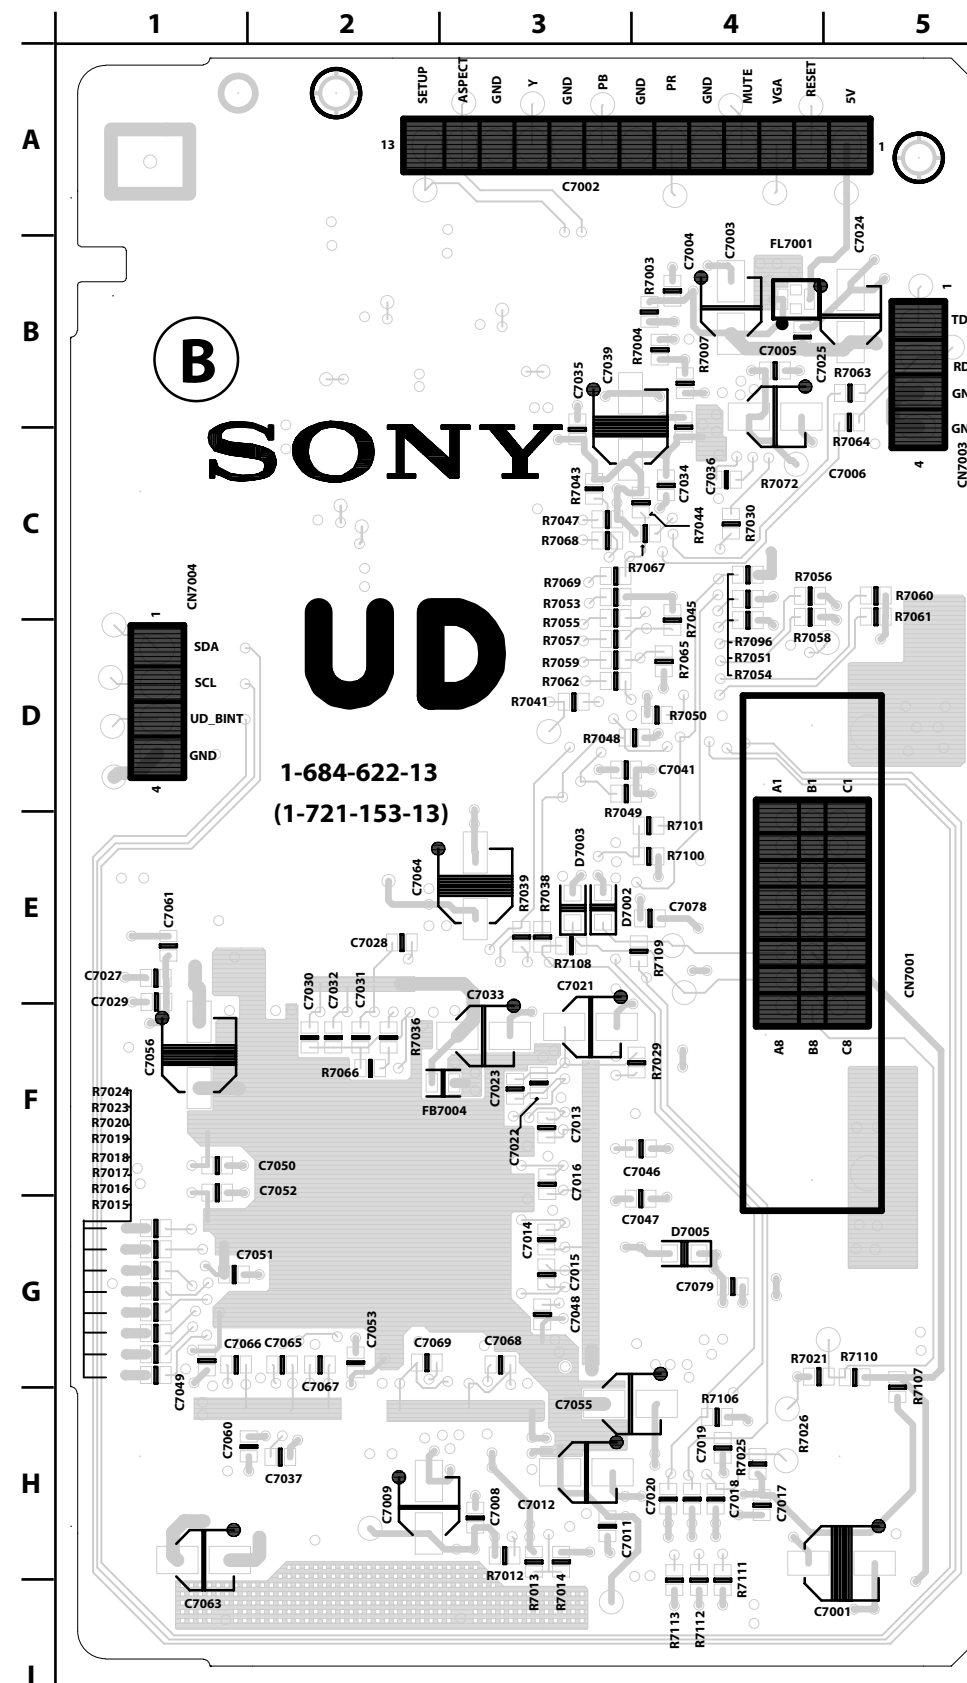 1 2 3 4 5
A
B
C
D
E
F
G
H
I
SETUP
ASPECT
GND
Y
GND
PB
GND
PR
GND
MUTE
VGA
RESET
5V
13
1
C7002
C7004
C7003
FL7001
C7024
R7003
R7004
R7007
C7005
C7025
R7063
R7064
1
TD
RD
GN
GN
4
CN7003
B
SONY
C7035
C7039
R7043
C7034
C7036
R7072
C7006
R7047
R7068
R7044
R7030
R7067
R7069
R7053
R7055
R7057
R7059
R7062
R7041
R7045
R7065
R7056
R7058
R7060
R7061
R7096
R7051
R7054
CN7004
1
SDA
SCL
UD_BINT
GND
4
UD
1-684-622-13
(1-721-153-13)
R7050
R7048
C7041
R7049
A1
B1
C1
R7101
R7100
D7003
C7064
R7039
R7038
D7002
C7078
C7061
C7028
R7108
R7109
CN7001
C7027
C7029
C7030
C7032
C7031
C7033
C7021
C7056
R7036
R7066
FB7004
C7023
R7029
A8
B8
C8
R7024
R7023
R7020
R7019
R7018
R7017
R7016
R7015
C7022
C7013
C7050
C7052
C7016
C7046
C7047
C7014
D7005
C7051
C7015
C7079
C7048
C7053
C7066
C7065
C7067
C7069
C7068
C7049
R7021
R7110
R7107
C7055
R7106
R7026
C7060
C7037
C7019
R7025
C7009
C7008
C7012
C7020
C7018
C7017
C7011
R7012
R7013
R7014
R7111
C7063
R7113
R7112
C7001